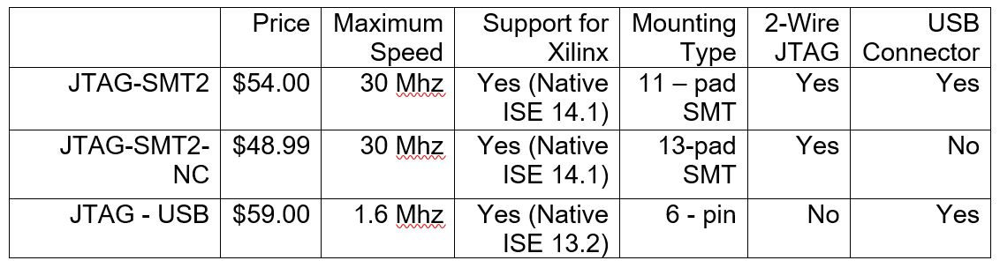 Price Maximum Speed Support for Xilinx Mounting Type 2-Wire JTAG USB Connector
JTAG-SMT2 $54.00 30 Mhz Yes (Native ISE 14.1) 11 – pad SMT Yes Yes
JTAG-SMT2-NC $48.99 30 Mhz Yes (Native ISE 14.1) 13-pad SMT Yes No
JTAG - USB $59.00 1.6 Mhz Yes (Native ISE 13.2) 6 - pin No Yes